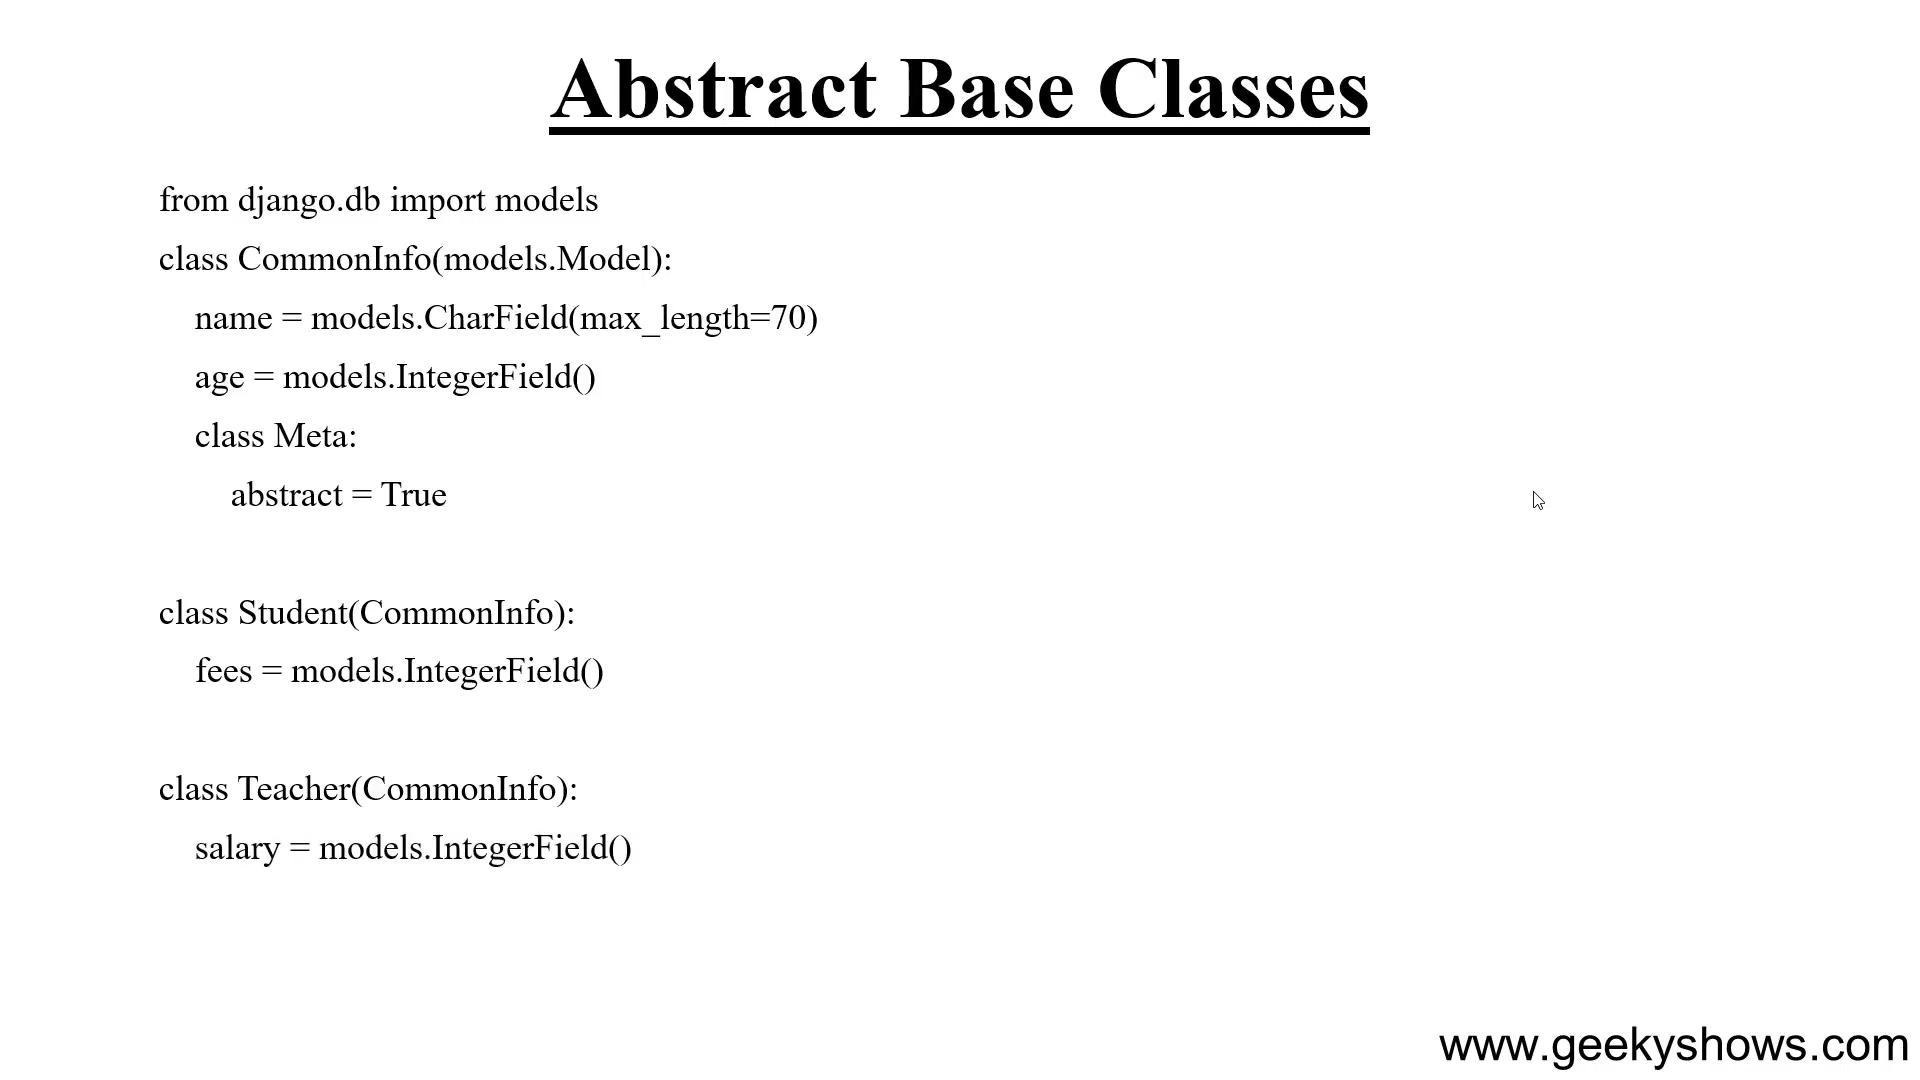 Abstract Base Classes
from django.db import models
class CommonInfo(models.Model):
name = models.CharField(max_length=70)
age = models.IntegerField()
class Meta:
abstract = True
class Student(CommonInfo):
fees = models.IntegerField()
class Teacher(CommonInfo):
salary = models.IntegerField()
www.geekyshows.com